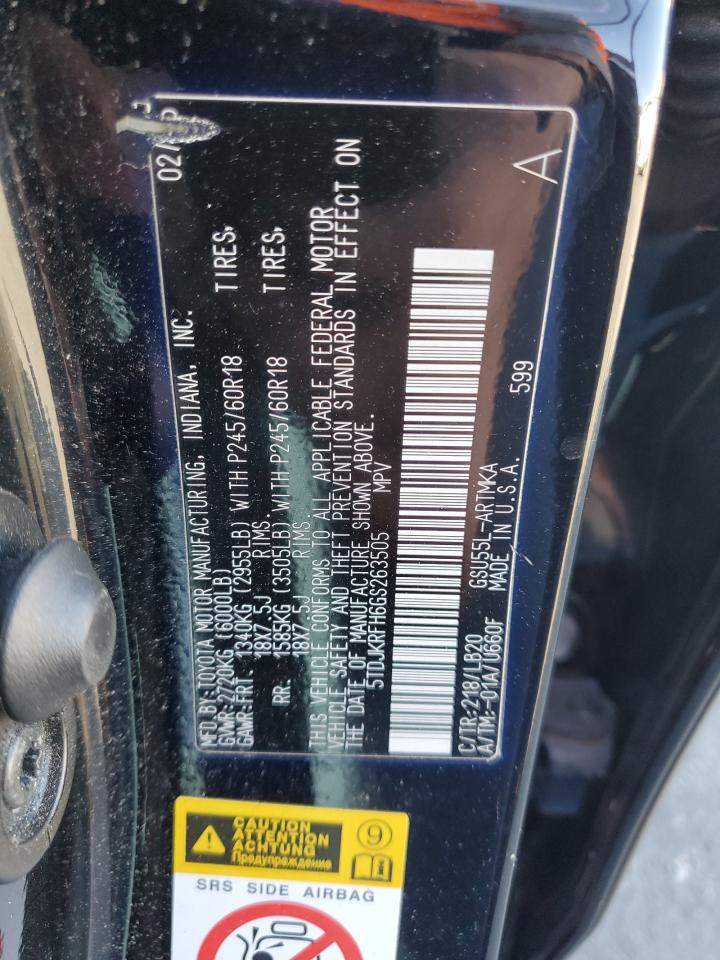 MFD. BY: TOYOTA MOTOR MANUFACTURING, INDIANA, INC.
GVWR: 2720KG (6000LB)
GAWR: FRT. 1340KG (2955LB) WITH P245/60R18 TIRES,
18X7.5J RIMS
RR. 1585KG (3505LB) WITH P245/60R18 TIRES,
18X7.5J RIMS
THIS VEHICLE CONFORMS TO ALL APPLICABLE FEDERAL MOTOR
VEHICLE SAFETY AND THEFT PREVENTION STANDARDS IN EFFECT ON
THE DATE OF MANUFACTURE SHOWN ABOVE.
5TDJKRFH6GS263505 MPV
A
C/TR: 218/LB20 GSU55L-ARTMKA 599
A/TM: -01A/U660F MADE IN U.S.A.
CAUTION
ATTENTION
ACHTUNG
Предупреждение
9
SRS SIDE AIRBAG